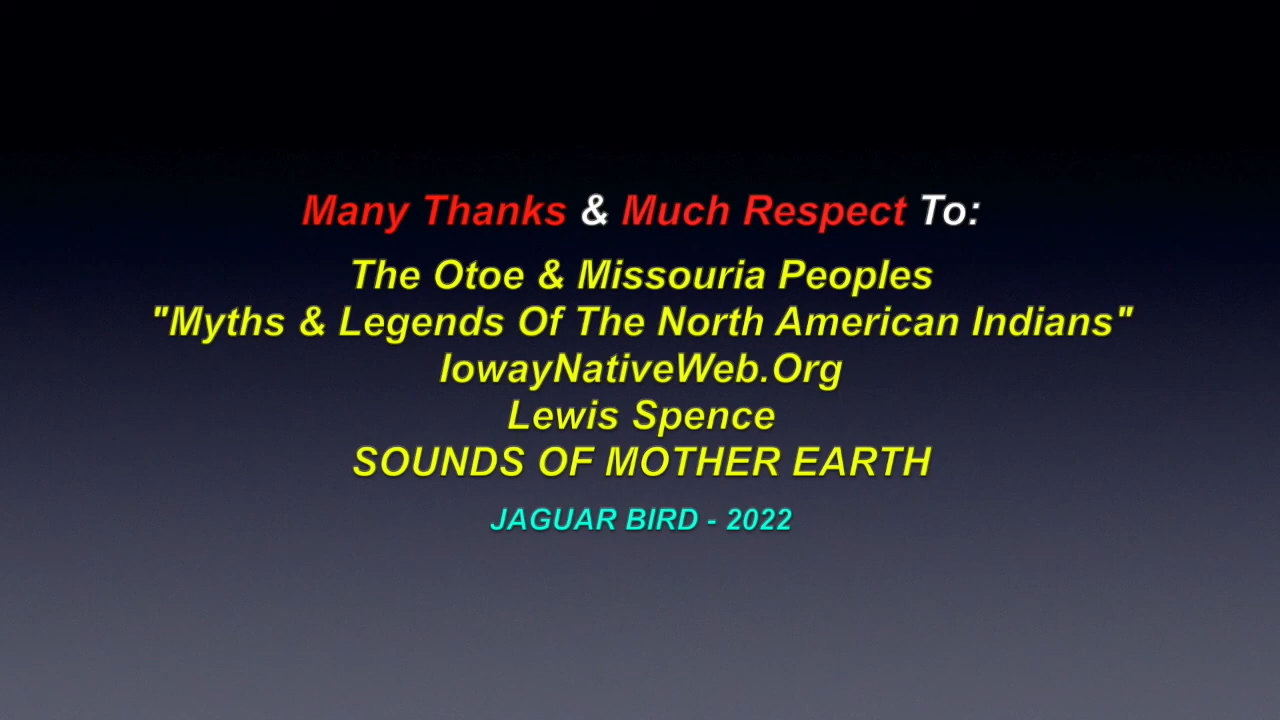 Many Thanks & Much Respect To:
The Otoe & Missouria Peoples
"Myths & Legends Of The North American Indians"
IowayNativeWeb.Org
Lewis Spence
SOUNDS OF MOTHER EARTH
JAGUAR BIRD - 2022